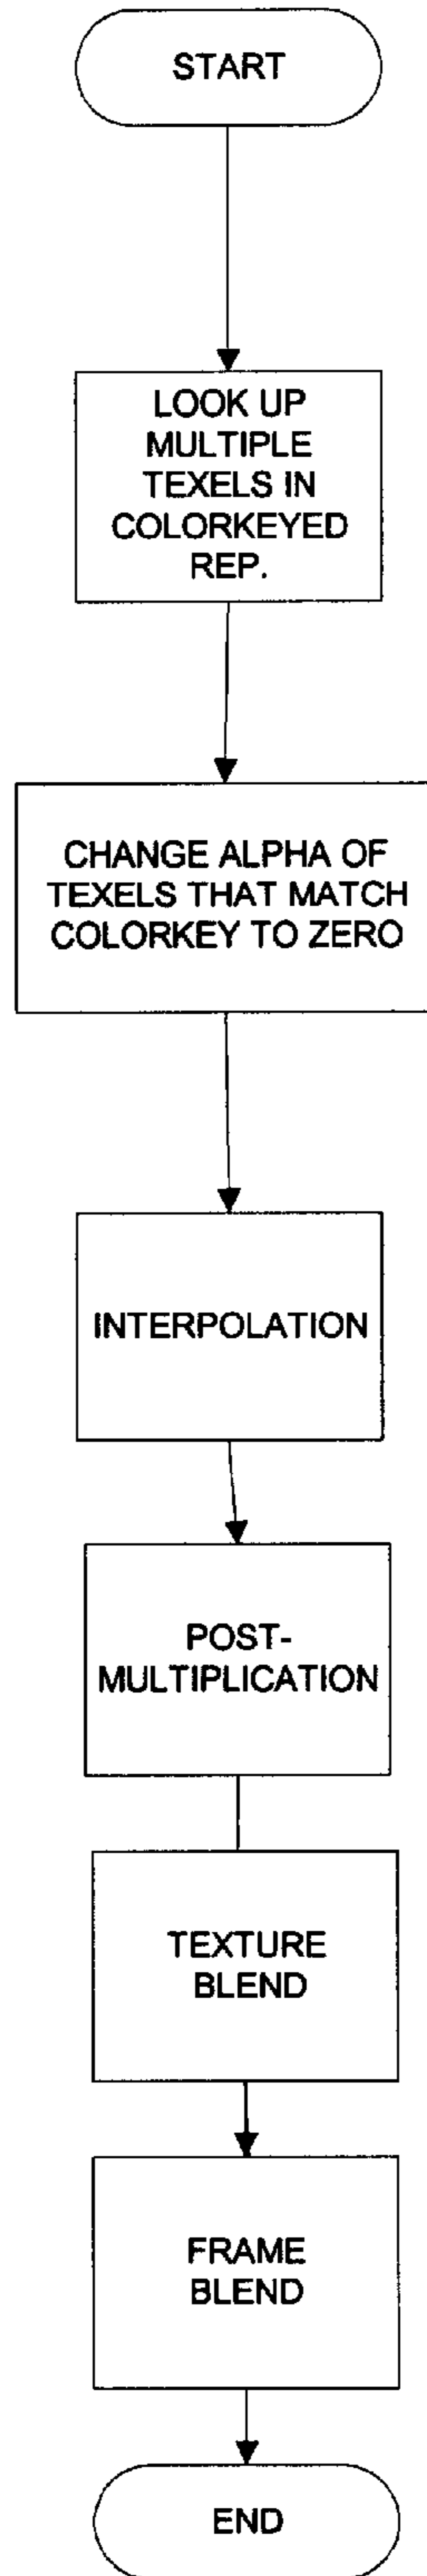 START
LOOK UP
MULTIPLE
TEXELS IN
COLORKEYED
REP.
CHANGE ALPHA OF
TEXELS THAT MATCH
COLORKEY TO ZERO
INTERPOLATION
POST-
MULTIPLICATION
TEXTURE
BLEND
FRAME
BLEND
END